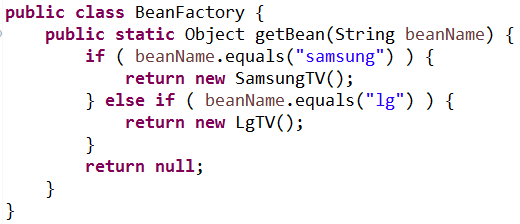 public class BeanFactory {
    public static Object getBean(String beanName) {
        if ( beanName.equals("samsung") ) {
            return new SamsungTV();
        } else if ( beanName.equals("lg") ) {
            return new LgTV();
        }
        return null;
    }
}